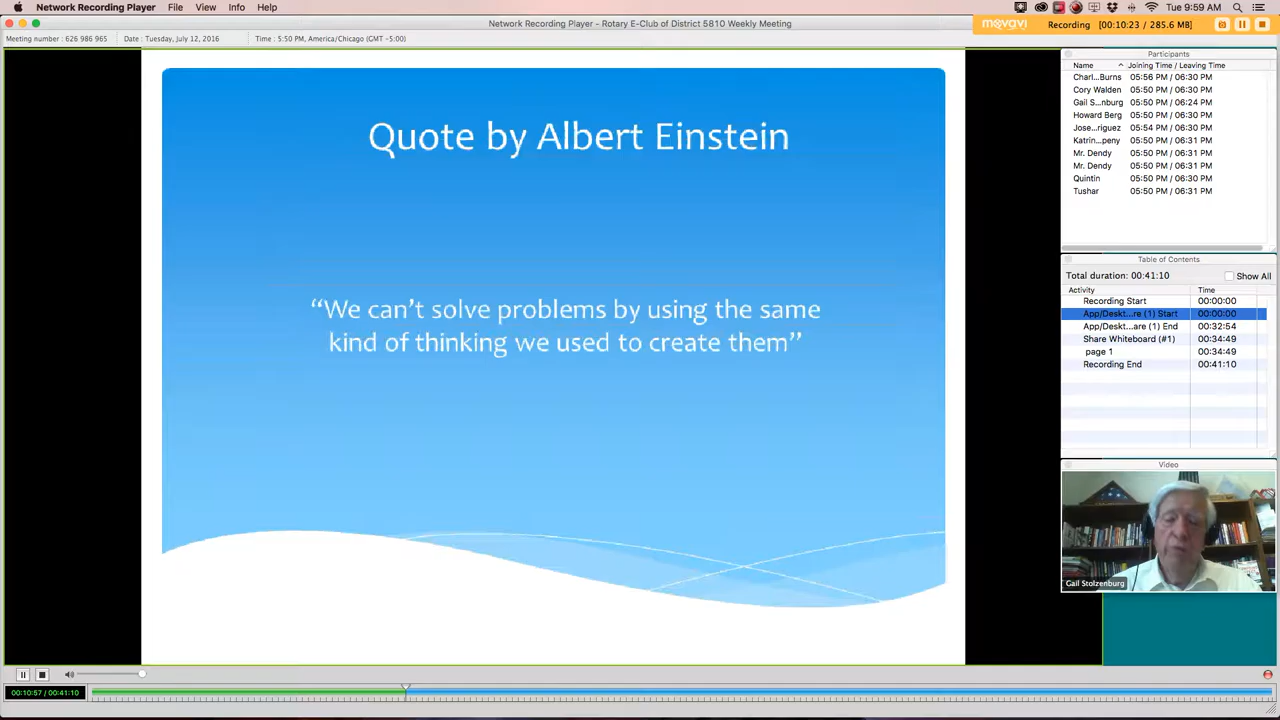 Network Recording Player File View Info Help
Tue 9:59 AM
Network Recording Player - Rotary E-Club of District 5810 Weekly Meeting
movavi Recording [00:10:23 / 285.6 MB]
Meeting number : 626 986 965 Date : Tuesday, July 12, 2016 Time : 5:50 PM, America/Chicago (GMT -5:00)
Quote by Albert Einstein
“We can’t solve problems by using the same
kind of thinking we used to create them”
Participants
Name Joining Time / Leaving Time
Charl...Burns 05:56 PM / 06:30 PM
Cory Walden 05:50 PM / 06:30 PM
Gail S...nburg 05:50 PM / 06:24 PM
Howard Berg 05:50 PM / 06:30 PM
Jose...riguez 05:54 PM / 06:30 PM
Katrin...peny 05:50 PM / 06:31 PM
Mr. Dendy 05:50 PM / 06:31 PM
Mr. Dendy 05:50 PM / 06:31 PM
Quintin 05:50 PM / 06:30 PM
Tushar 05:50 PM / 06:31 PM
Table of Contents
Total duration: 00:41:10 Show All
Activity Time
Recording Start 00:00:00
App/Deskt...re (1) Start 00:00:00
App/Deskt...are (1) End 00:32:54
Share Whiteboard (#1) 00:34:49
page 1 00:34:49
Recording End 00:41:10
Video
Gail Stolzenburg
00:10:57 / 00:41:10